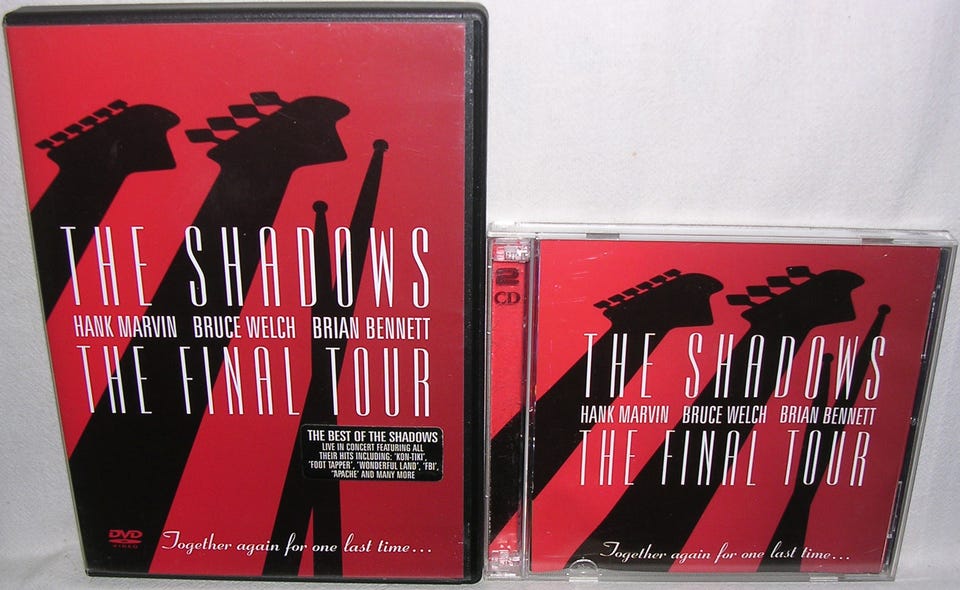 THE SHADOWS
HANK MARVIN BRUCE WELCH BRIAN BENNETT
THE FINAL TOUR
THE BEST OF THE SHADOWS
LIVE IN CONCERT FEATURING ALL
THEIR HITS INCLUDING: 'KON-TIKI',
'FOOT TAPPER', 'WONDERFUL LAND', 'FBI',
'APACHE' AND MANY MORE
DVD
VIDEO
Together again for one last time...
2
CD
THE SHADOWS
HANK MARVIN BRUCE WELCH BRIAN BENNETT
THE FINAL TOUR
Together again for one last time...